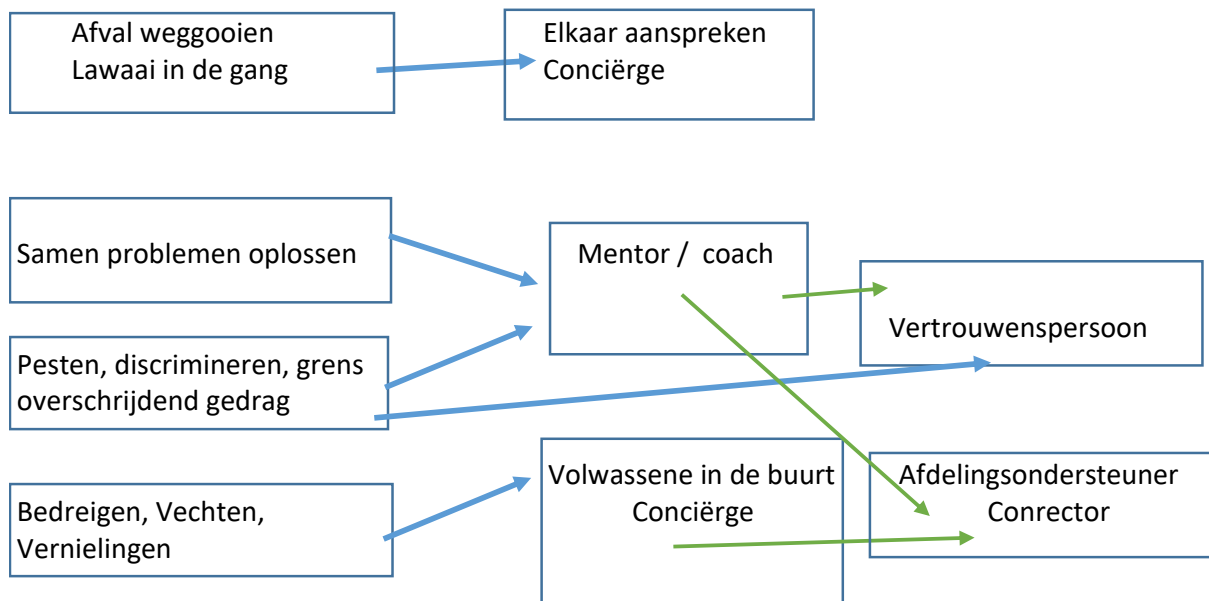 Afval weggooien
Lawaai in de gang
Elkaar aanspreken
Conciërge
Samen problemen oplossen
Mentor / coach
Vertrouwenspersoon
Pesten, discrimineren, grens
overschrijdend gedrag
Volwassene in de buurt
Conciërge
Afdelingsondersteuner
Conrector
Bedreigen, Vechten,
Vernielingen